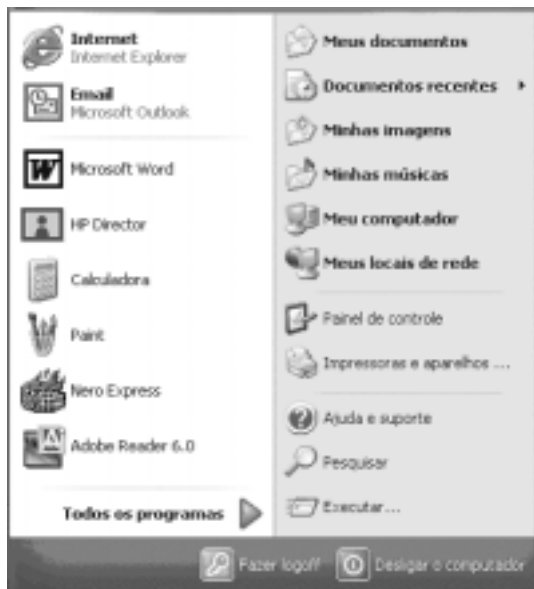 Internet
Internet Explorer
Email
Microsoft Outlook
Microsoft Word
HP Director
Calculadora
Paint
Nero Express
Adobe Reader 6.0
Todos os programas
Meus documentos
Documentos recentes
Minhas imagens
Minhas músicas
Meu computador
Meus locais de rede
Painel de controle
Impressoras e aparelhos ...
Ajuda e suporte
Pesquisar
Executar...
Fazer logoff
Desligar o computador